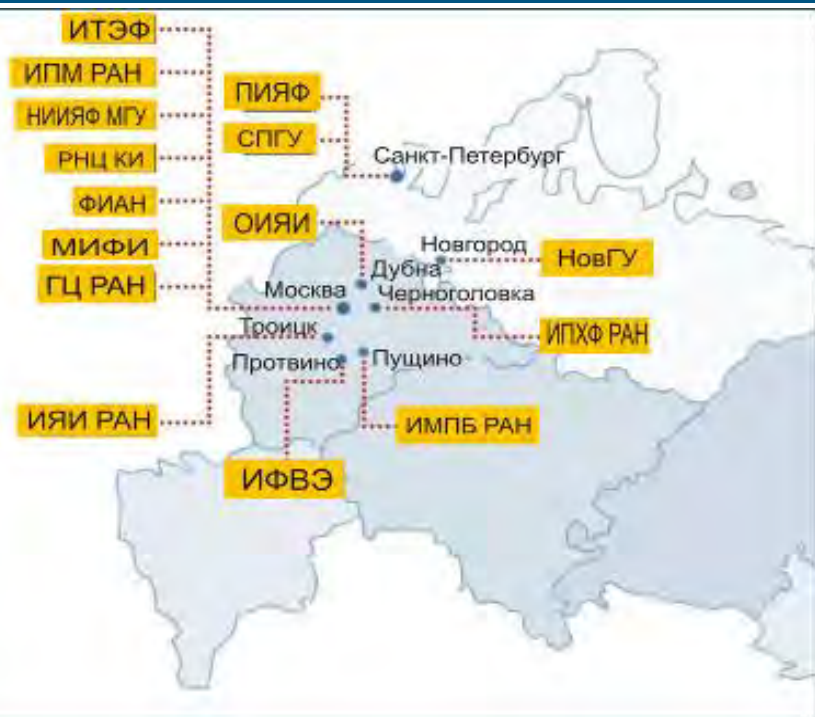 ИТЭФ
ИПМ РАН
НИИЯФ МГУ
РНЦ КИ
ФИАН
МИФИ
ГЦ РАН
ПИЯФ
СПГУ
Санкт-Петербург
ОИЯИ
Новгород
НовГУ
Дубна
Москва
Черноголовка
Троицк
ИПХФ РАН
Протвино
Пущино
ИЯИ РАН
ИМПБ РАН
ИФВЭ